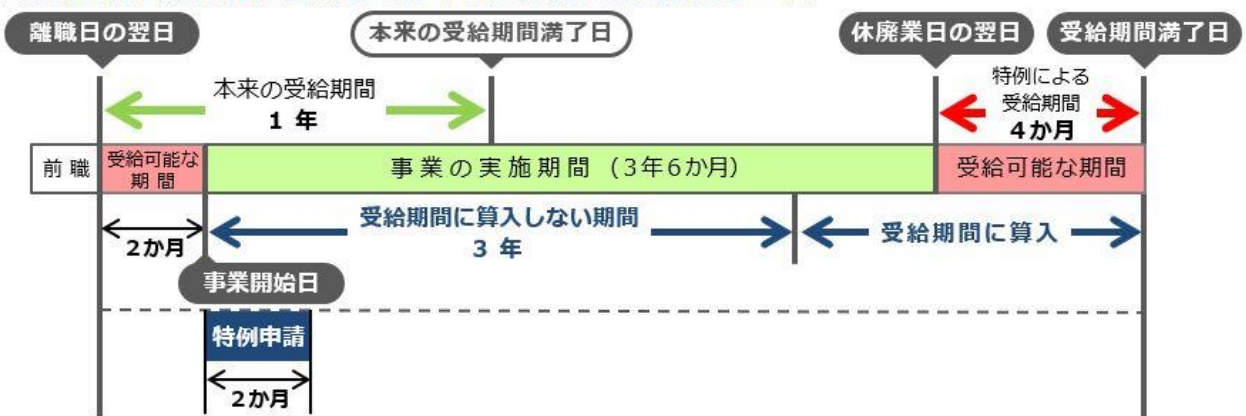 離職日の翌日
本来の受給期間満了日
休廃業日の翌日
受給期間満了日
本来の受給期間
1 年
特例による
受給期間
4か月
前職
受給可能な
期間
事業の実施期間（3年6か月）
受給可能な期間
2か月
受給期間に算入しない期間
3 年
受給期間に算入
事業開始日
特例申請
2か月